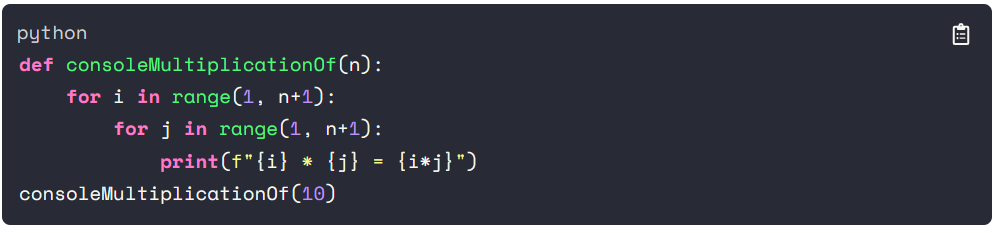 python
def consoleMultiplicationOf(n):
    for i in range(1, n+1):
        for j in range(1, n+1):
            print(f"{i} * {j} = {i*j}")
consoleMultiplicationOf(10)